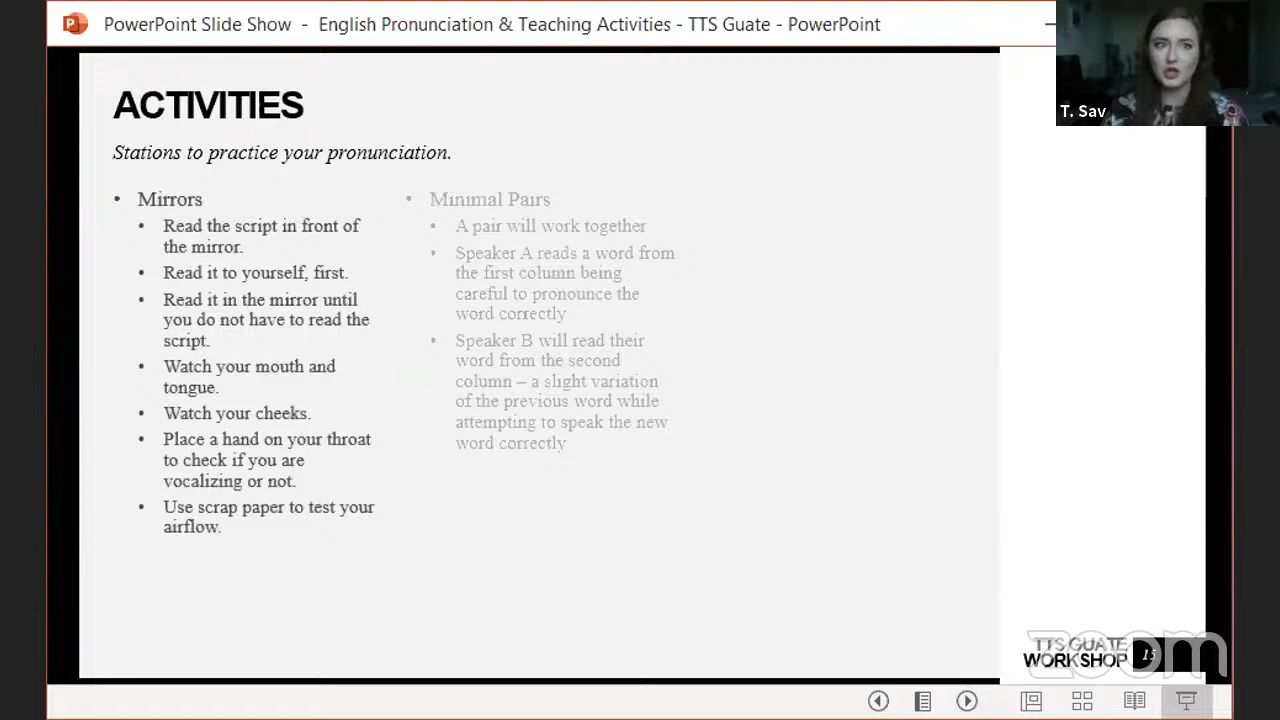 PowerPoint Slide Show - English Pronunciation & Teaching Activities - TTS Guate - PowerPoint
T. Sav
ACTIVITIES
Stations to practice your pronunciation.
• Mirrors
• Read the script in front of
the mirror.
• Read it to yourself, first.
• Read it in the mirror until
you do not have to read the
script.
• Watch your mouth and
tongue.
• Watch your cheeks.
• Place a hand on your throat
to check if you are
vocalizing or not.
• Use scrap paper to test your
airflow.
• Minimal Pairs
• A pair will work together
• Speaker A reads a word from
the first column being
careful to pronounce the
word correctly
• Speaker B will read their
word from the second
column – a slight variation
of the previous word while
attempting to speak the new
word correctly
TTS GUATE
WORKSHOP
15
zoom